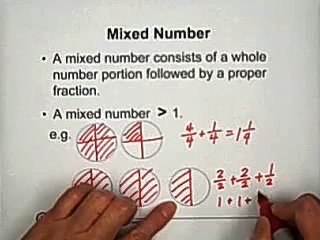 Mixed Number
• A mixed number consists of a whole
number portion followed by a proper
fraction.
• A mixed number > 1.
e.g. 4/4 + 1/4 = 1 1/4
2/2 + 2/2 + 1/2
1 + 1 +